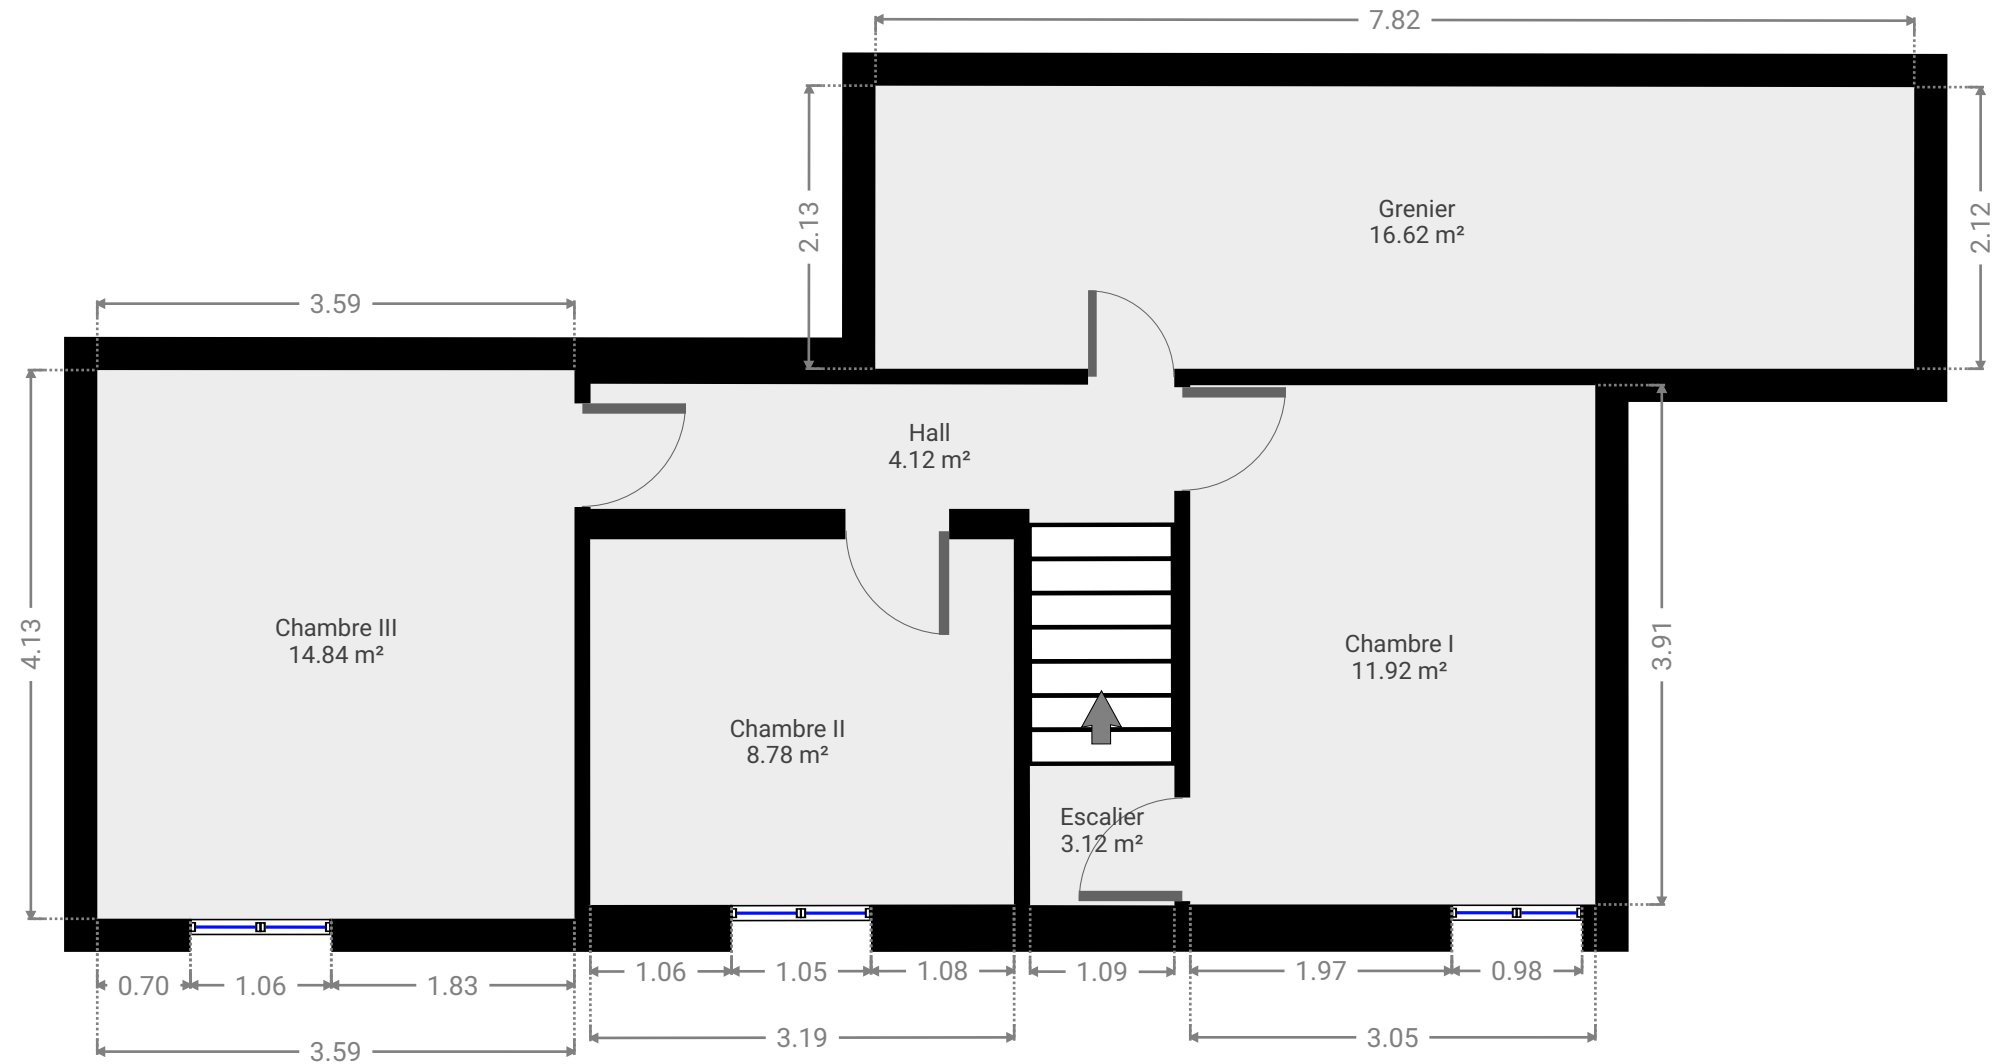 7.82
2.13
2.12
Grenier
16.62 m²
3.59
Hall
4.12 m²
4.13
Chambre III
14.84 m²
Chambre I
11.92 m²
3.91
Chambre II
8.78 m²
Escalier
3.12 m²
0.70
1.06
1.83
1.06
1.05
1.08
1.09
1.97
0.98
3.59
3.19
3.05